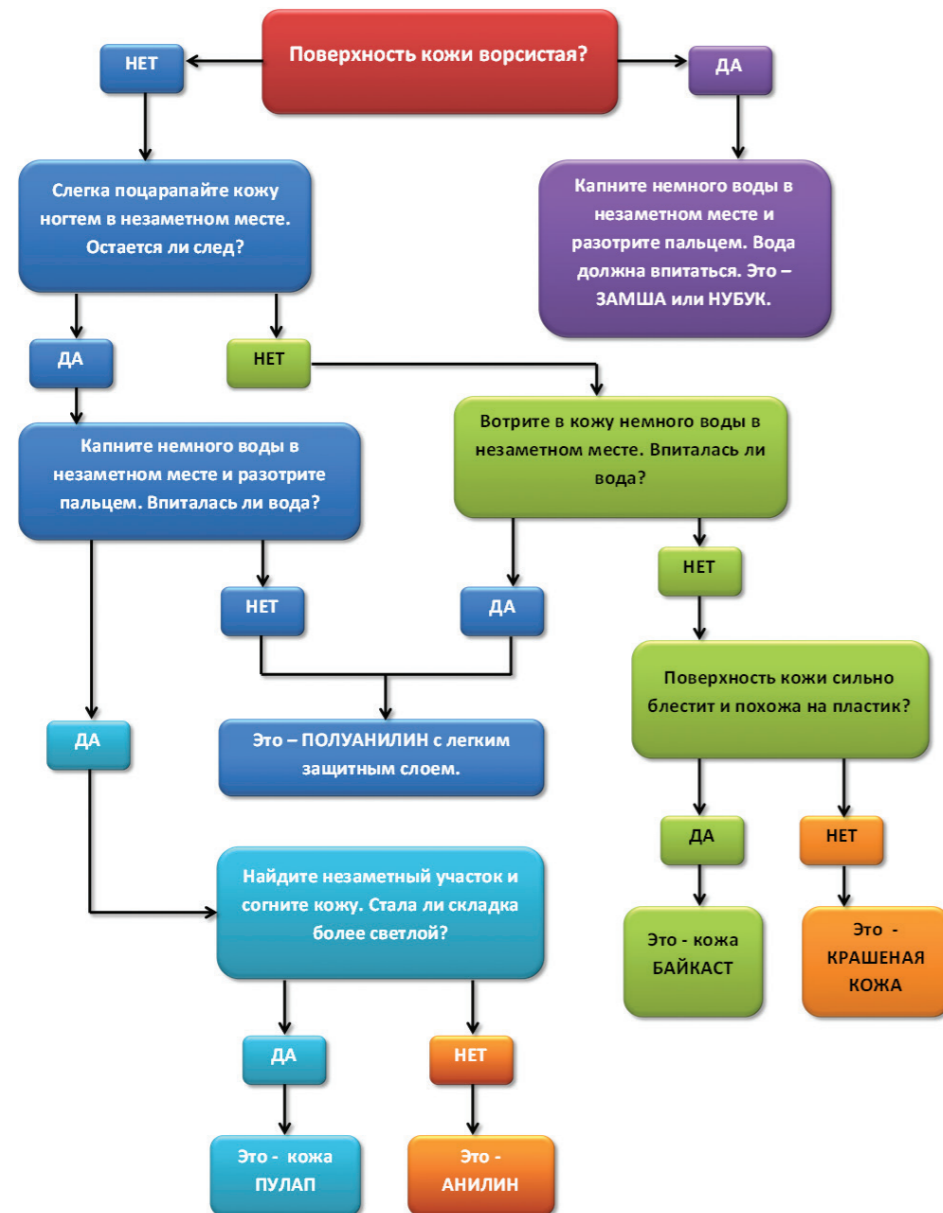 Поверхность кожи ворсистая?
НЕТ
ДА
Слегка поцарапайте кожу
ногтем в незаметном месте.
Остается ли след?
Капните немного воды в
незаметном месте и
разотрите пальцем. Вода
должна впитаться. Это –
ЗАМША или НУБУК.
ДА
НЕТ
Капните немного воды в
незаметном месте и разотрите
пальцем. Впиталась ли вода?
Вотрите в кожу немного воды в
незаметном месте. Впиталась ли
вода?
НЕТ
ДА
НЕТ
Поверхность кожи сильно
блестит и похожа на пластик?
ДА
Это – ПОЛУАНИЛИН с легким
защитным слоем.
ДА
НЕТ
Найдите незаметный участок и
согните кожу. Стала ли складка
более светлой?
Это - кожа
БАЙКАСТ
Это -
КРАШЕНАЯ
КОЖА
ДА
НЕТ
Это - кожа
ПУЛАП
Это -
АНИЛИН